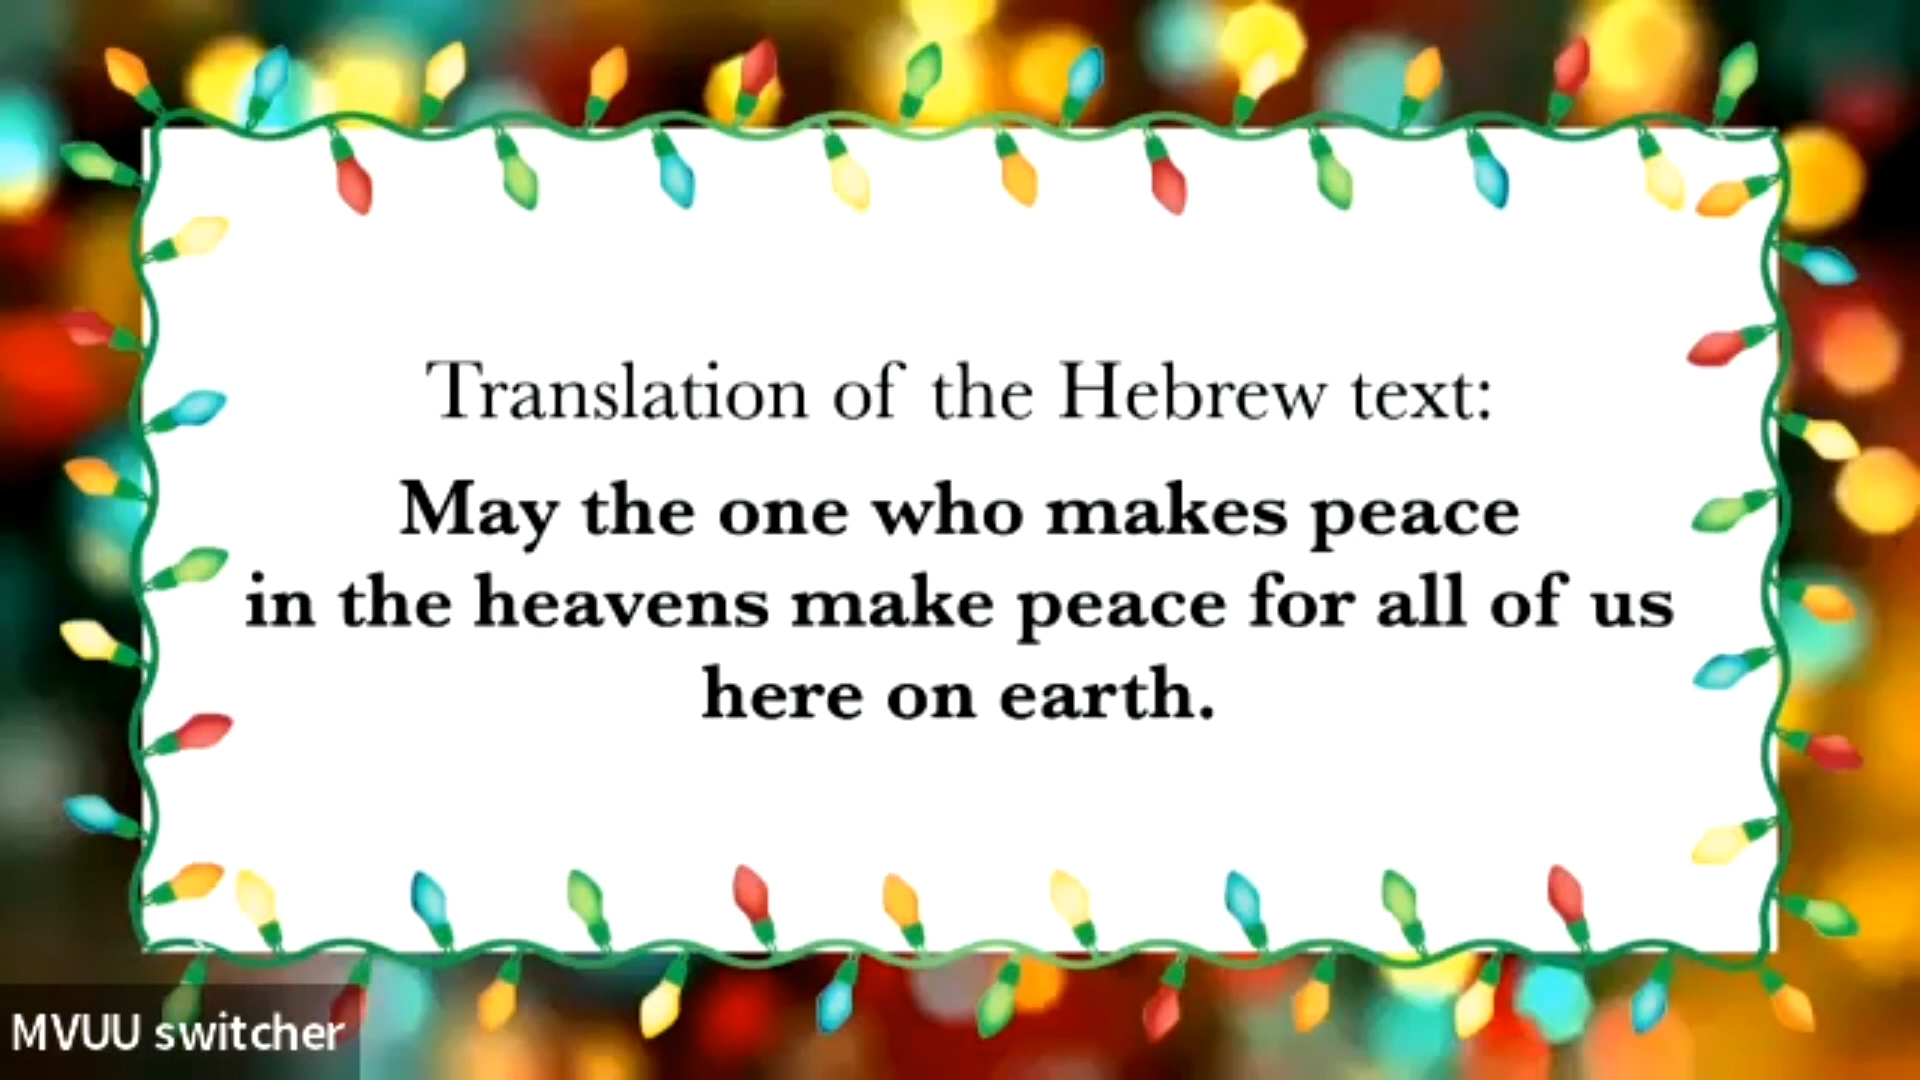 Translation of the Hebrew text:
May the one who makes peace
in the heavens make peace for all of us
here on earth.
MVUU switcher